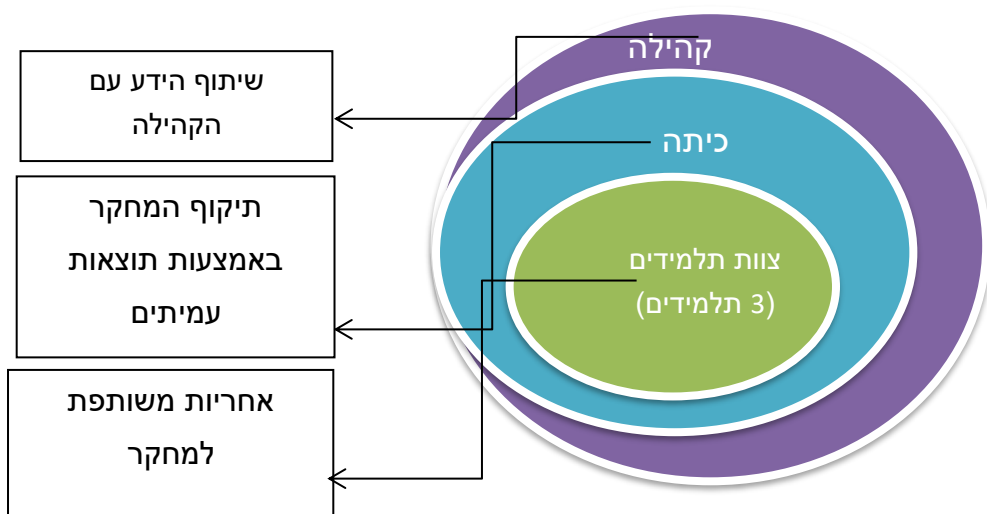 קהילה
כיתה
צוות תלמידים
(3 תלמידים)
שיתוף הידע עם
הקהילה
תיקוף המחקר
באמצעות תוצאות
עמיתים
אחריות משותפת
למחקר